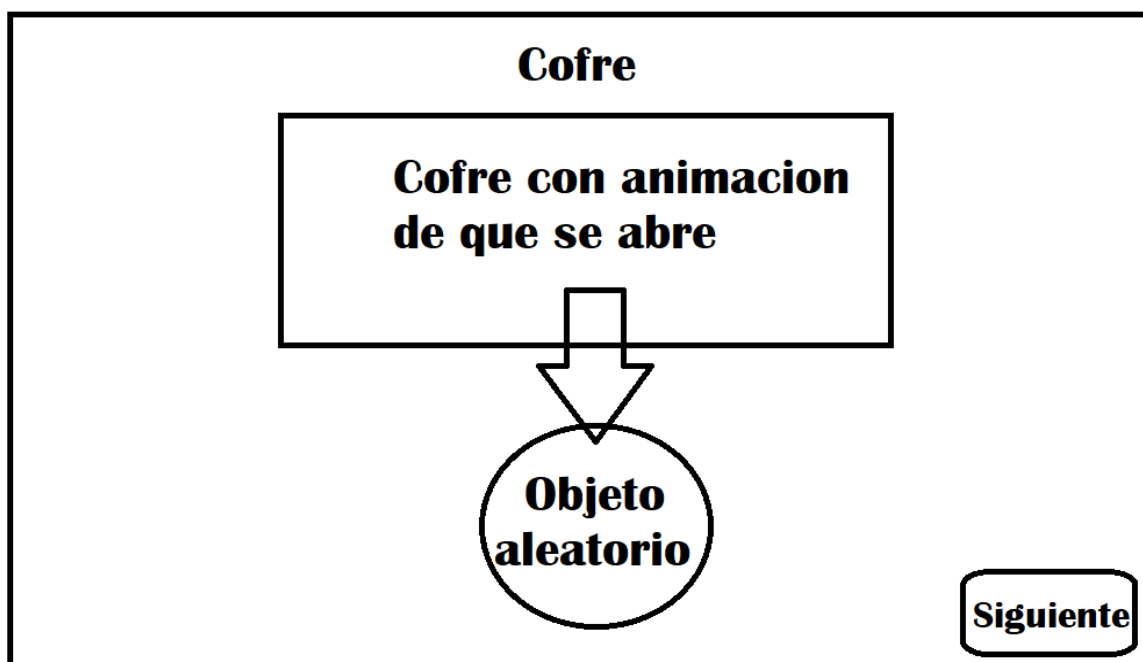 Cofre
Cofre con animacion
de que se abre
Objeto
aleatorio
Siguiente